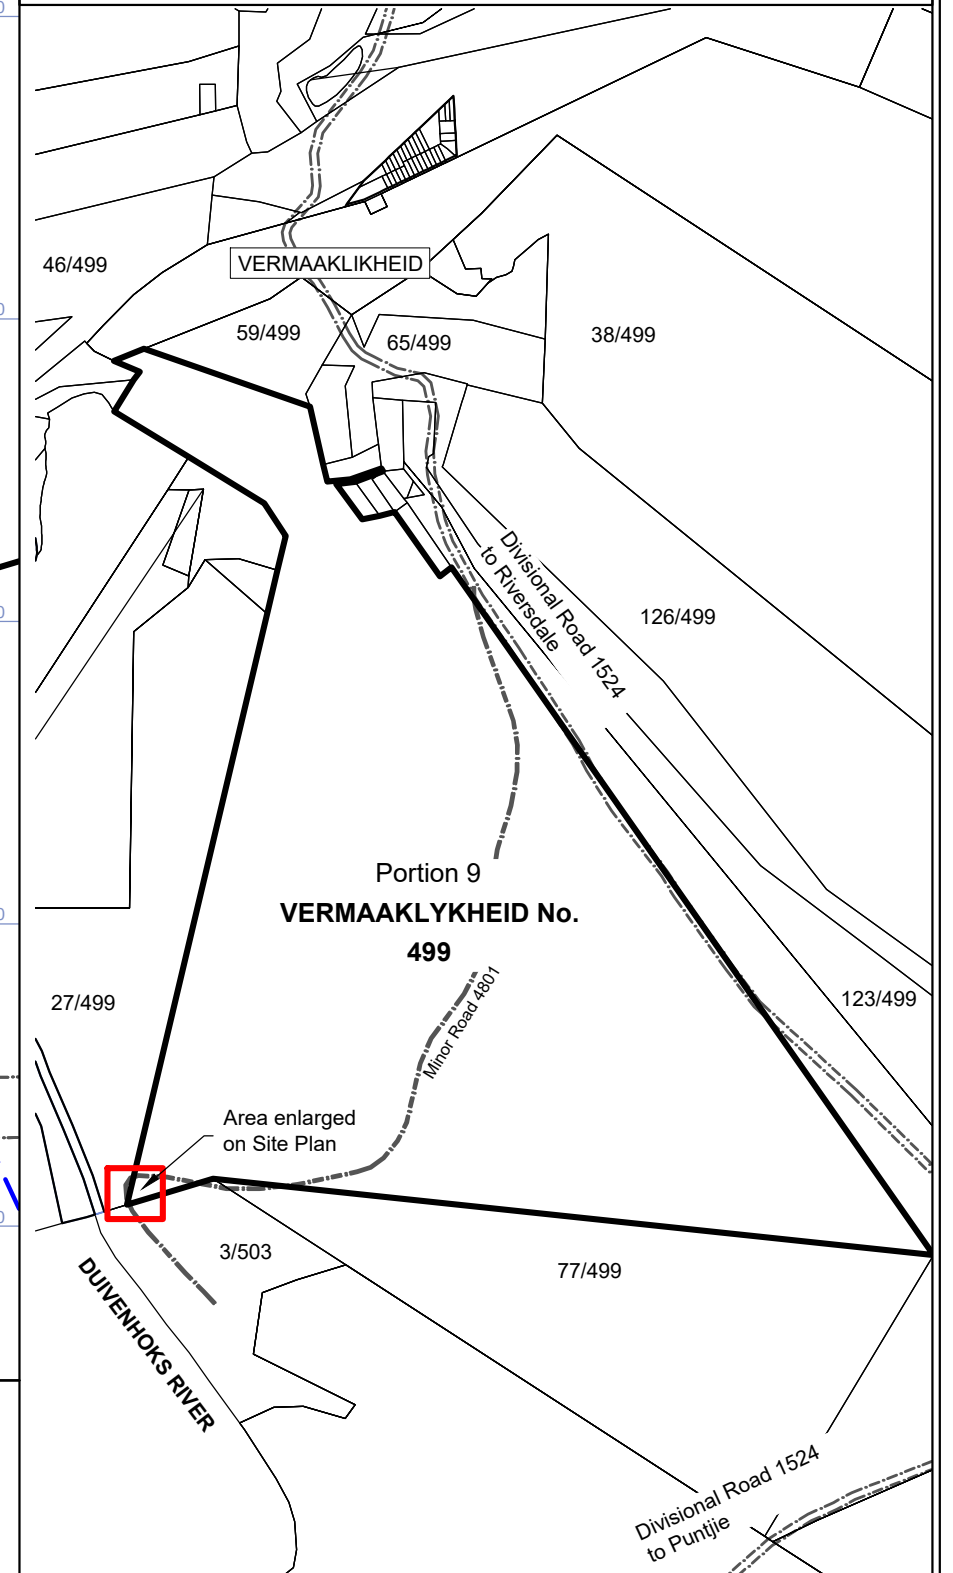 46/499
VERMAAKLIKHEID
59/499
65/499
38/499
Divisional Road 1524
to Riversdale
126/499
Portion 9
VERMAAKLYKHEID No.
499
27/499
123/499
Minor Road 4801
Area enlarged
on Site Plan
3/503
77/499
DUIVENHOKS RIVER
Divisional Road 1524
to Puntjie